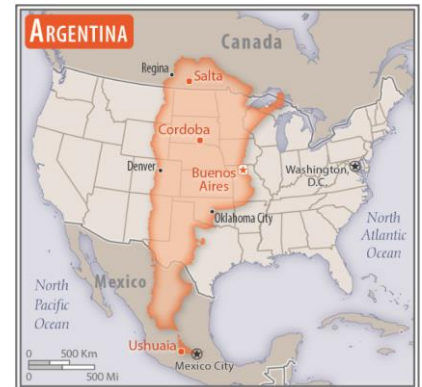 ARGENTINA
Canada
Regina
Salta
Cordoba
Denver
Buenos
Aires
Washington,
D.C.
Oklahoma City
North
Atlantic
Ocean
North
Pacific
Ocean
Mexico
Ushuaia
Mexico City
0 500 Km
0 500 Mi